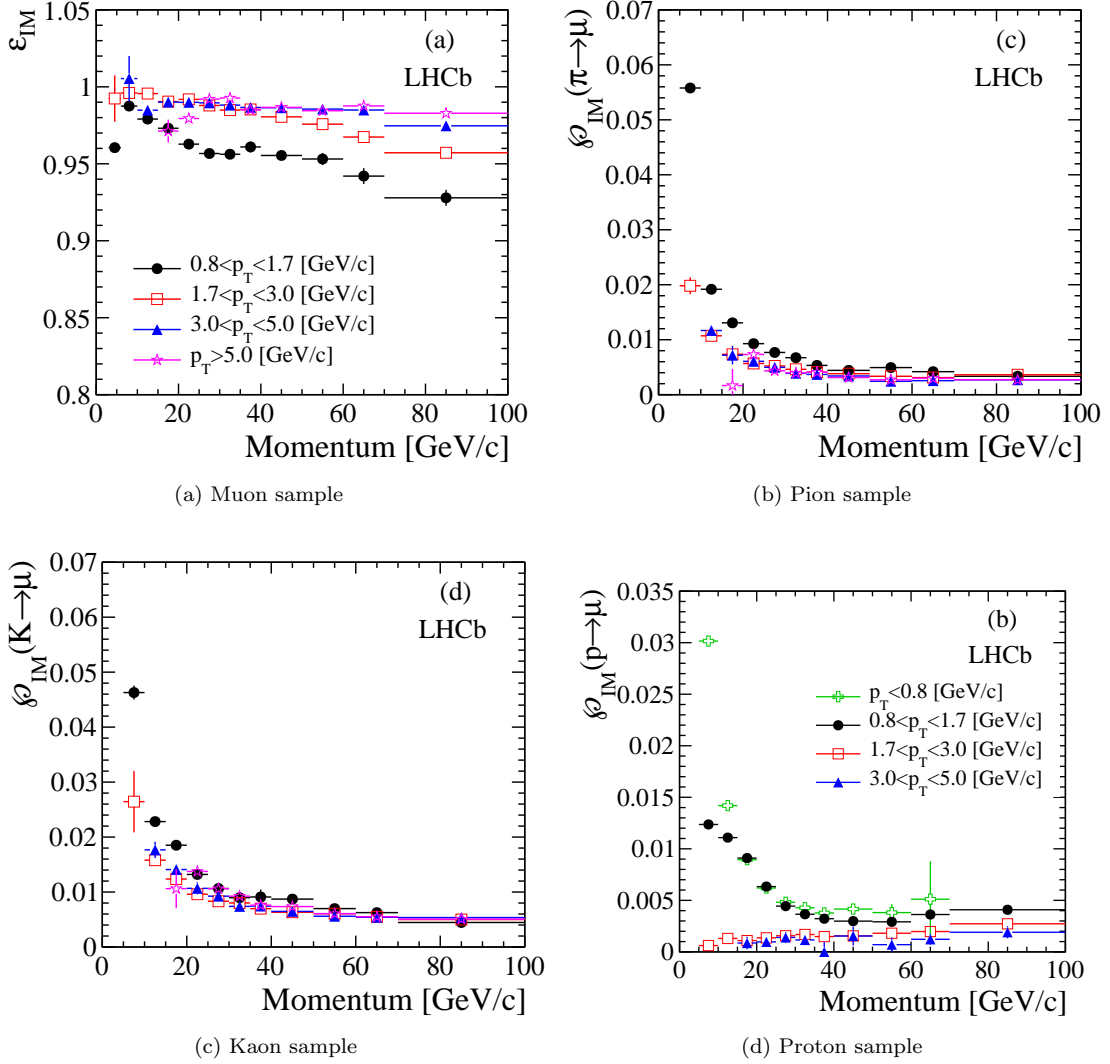 ε_IM
1.05
1
0.95
0.9
0.85
0.8
(a)
LHCb
0.8<p_T<1.7 [GeV/c]
1.7<p_T<3.0 [GeV/c]
3.0<p_T<5.0 [GeV/c]
p_T>5.0 [GeV/c]
0 20 40 60 80 100
Momentum [GeV/c]
(a) Muon sample
℘_IM(π→μ)
0.07
0.06
0.05
0.04
0.03
0.02
0.01
0
(c)
LHCb
0 20 40 60 80 100
Momentum [GeV/c]
(b) Pion sample
℘_IM(K→μ)
0.07
0.06
0.05
0.04
0.03
0.02
0.01
0
(d)
LHCb
0 20 40 60 80 100
Momentum [GeV/c]
(c) Kaon sample
℘_IM(p→μ)
0.035
0.03
0.025
0.02
0.015
0.01
0.005
0
(b)
LHCb
p_T<0.8 [GeV/c]
0.8<p_T<1.7 [GeV/c]
1.7<p_T<3.0 [GeV/c]
3.0<p_T<5.0 [GeV/c]
0 20 40 60 80 100
Momentum [GeV/c]
(d) Proton sample